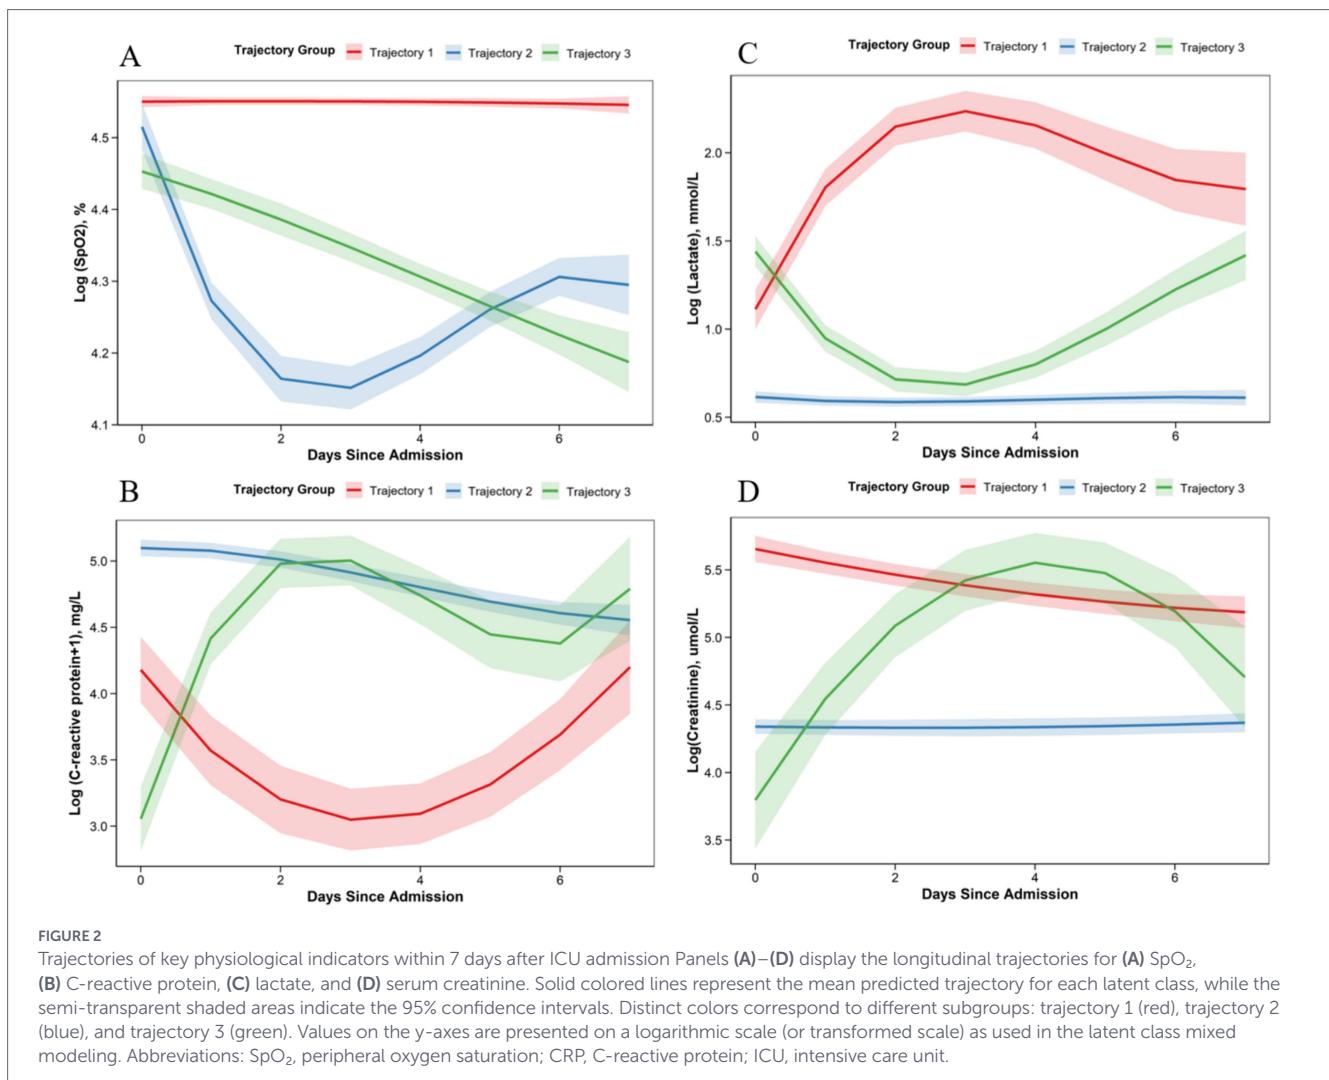 A
Trajectory Group Trajectory 1 Trajectory 2 Trajectory 3
Log (SpO2), %
4.5
4.4
4.3
4.2
4.1
0 2 4 6
Days Since Admission
C
Trajectory Group Trajectory 1 Trajectory 2 Trajectory 3
Log (Lactate), mmol/L
2.0
1.5
1.0
0.5
0 2 4 6
Days Since Admission
B
Trajectory Group Trajectory 1 Trajectory 2 Trajectory 3
Log (C-reactive protein+1), mg/L
5.0
4.5
4.0
3.5
3.0
0 2 4 6
Days Since Admission
D
Trajectory Group Trajectory 1 Trajectory 2 Trajectory 3
Log(Creatinine), umol/L
5.5
5.0
4.5
4.0
3.5
0 2 4 6
Days Since Admission
FIGURE 2
Trajectories of key physiological indicators within 7 days after ICU admission Panels (A)–(D) display the longitudinal trajectories for (A) SpO₂,
(B) C-reactive protein, (C) lactate, and (D) serum creatinine. Solid colored lines represent the mean predicted trajectory for each latent class, while the
semi-transparent shaded areas indicate the 95% confidence intervals. Distinct colors correspond to different subgroups: trajectory 1 (red), trajectory 2
(blue), and trajectory 3 (green). Values on the y-axes are presented on a logarithmic scale (or transformed scale) as used in the latent class mixed
modeling. Abbreviations: SpO₂, peripheral oxygen saturation; CRP, C-reactive protein; ICU, intensive care unit.